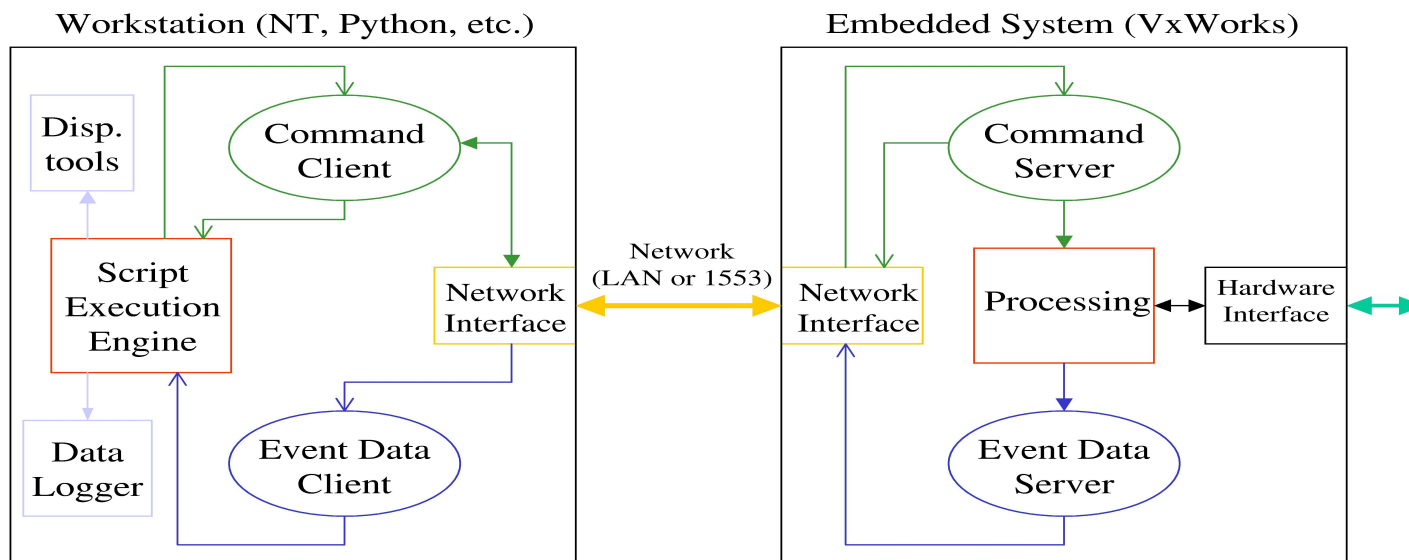 Workstation (NT, Python, etc.)
Embedded System (VxWorks)
Disp.
tools
Command
Client
Command
Server
Script
Execution
Engine
Network
Interface
Network
(LAN or 1553)
Network
Interface
Processing
Hardware
Interface
Data
Logger
Event Data
Client
Event Data
Server